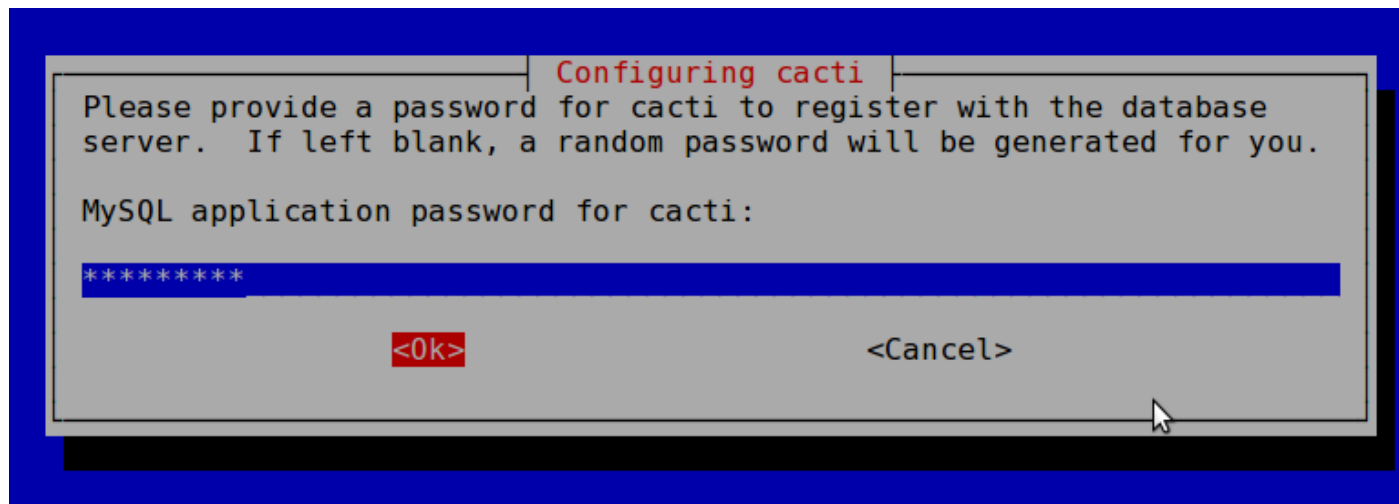 Configuring cacti
Please provide a password for cacti to register with the database
server.  If left blank, a random password will be generated for you.
MySQL application password for cacti:
*********
<Ok> <Cancel>